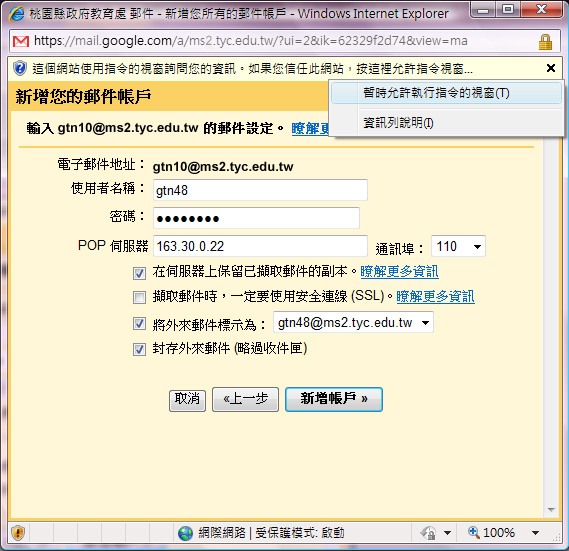 桃園縣政府教育處 郵件 - 新增您所有的郵件帳戶 - Windows Internet Explorer
https://mail.google.com/a/ms2.tyc.edu.tw/?ui=2&ik=62329f2d74&view=ma
這個網站使用指令的視窗詢問您的資訊。如果您信任此網站，按這裡允許指令視窗...
暫時允許執行指令的視窗(T)
資訊列說明(I)
新增您的郵件帳戶
輸入 gtn10@ms2.tyc.edu.tw 的郵件設定。 瞭解更
電子郵件地址： gtn10@ms2.tyc.edu.tw
使用者名稱： gtn48
密碼： ●●●●●●●●
POP 伺服器 163.30.0.22 通訊埠： 110
在伺服器上保留已擷取郵件的副本。瞭解更多資訊
擷取郵件時，一定要使用安全連線 (SSL)。瞭解更多資訊
將外來郵件標示為： gtn48@ms2.tyc.edu.tw
封存外來郵件 (略過收件匣)
取消 «上一步 新增帳戶 »
網際網路 | 受保護模式: 啟動 100%